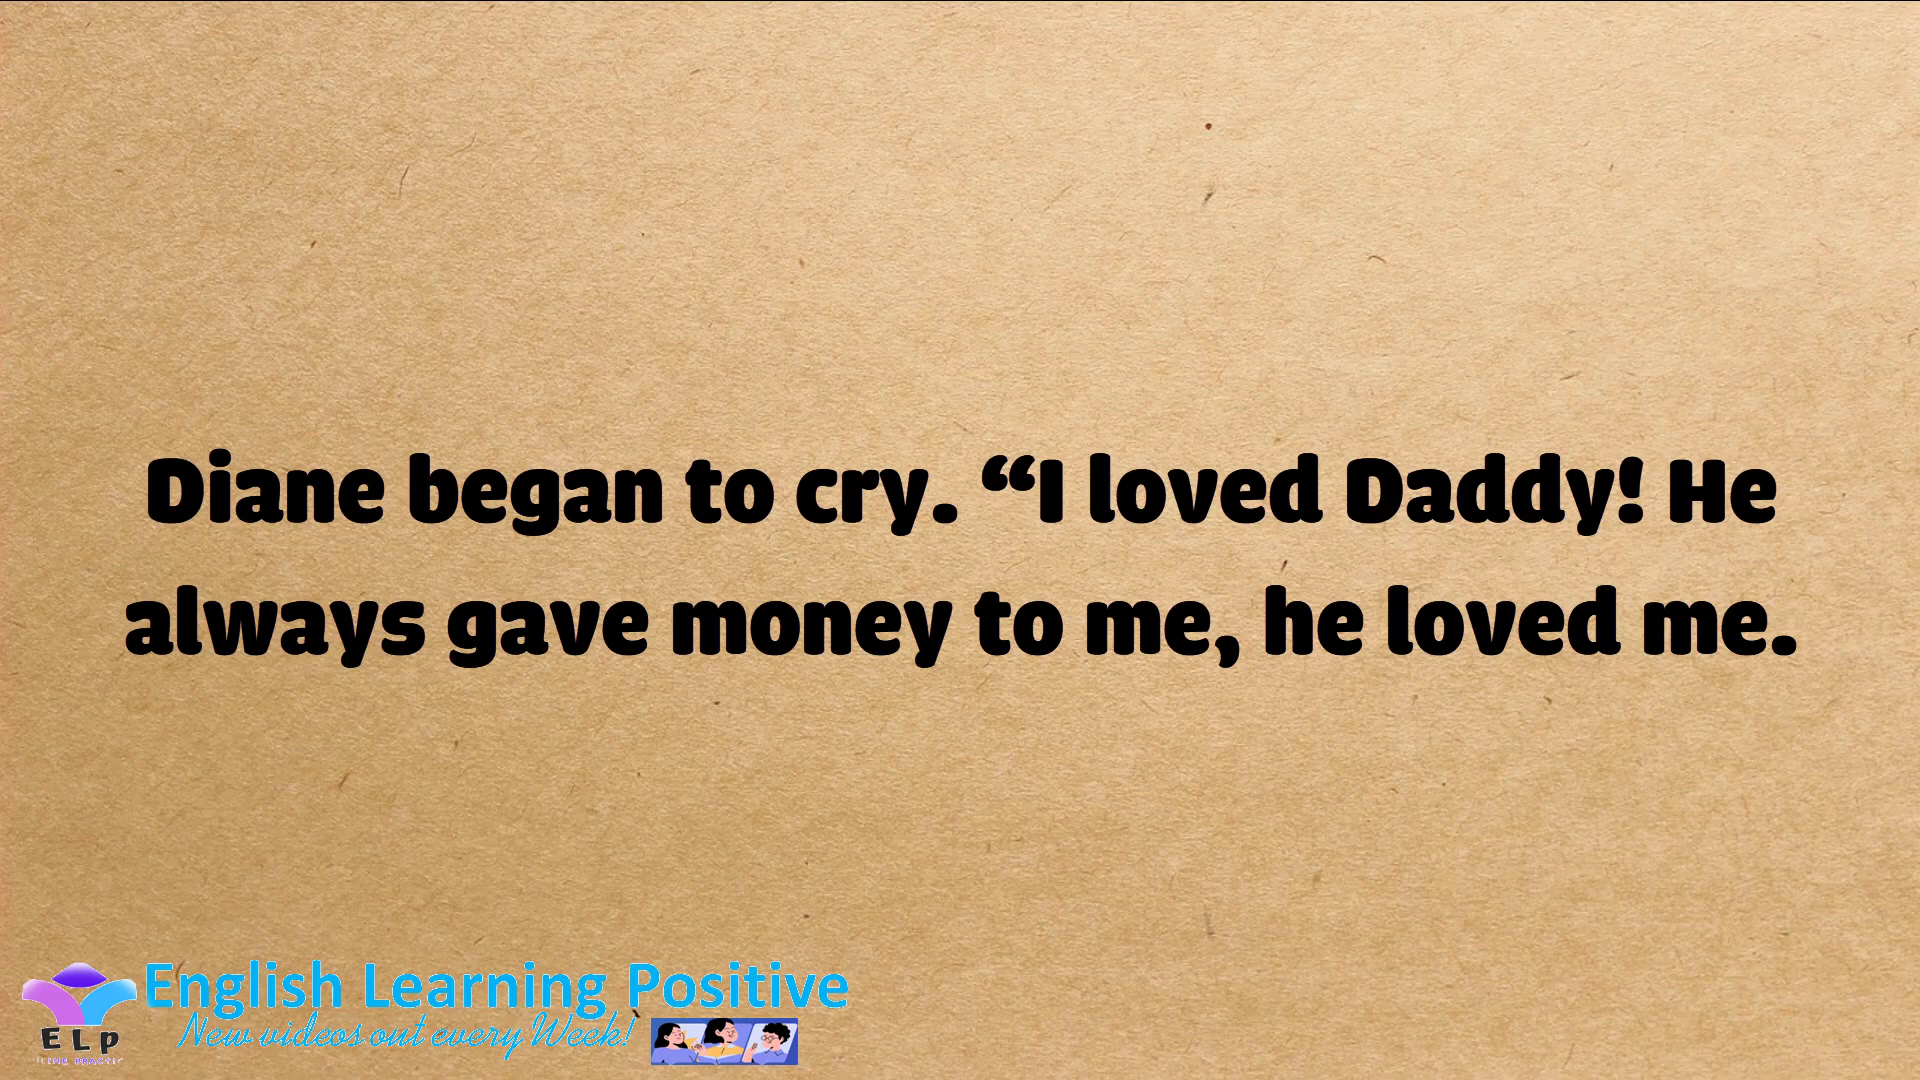 Diane began to cry. “I loved Daddy! He
always gave money to me, he loved me.
English Learning Positive
New videos out every Week!
ELP